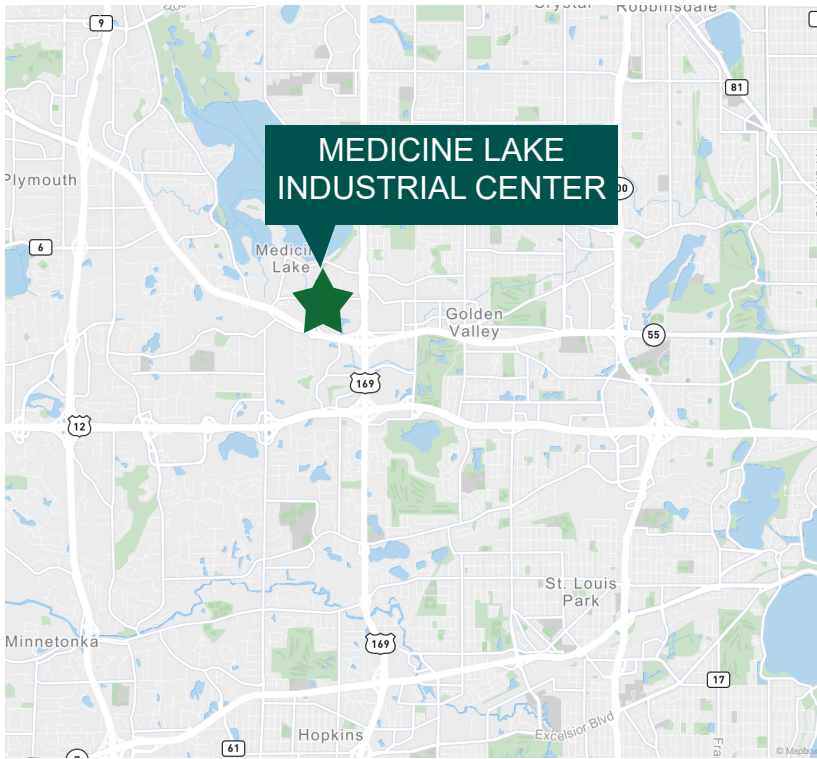 Crystal
Robbinsdale
9
81
MEDICINE LAKE
INDUSTRIAL CENTER
Plymouth
6
Medicine
Lake
Golden
Valley
55
169
12
St. Louis
Park
Minnetonka
169
17
Hopkins
Excelsior Blvd
61
© Mapbox